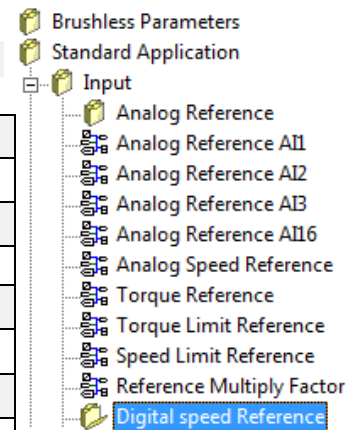 Brushless Parameters
Standard Application
Input
Analog Reference
Analog Reference AI1
Analog Reference AI2
Analog Reference AI3
Analog Reference AI16
Analog Speed Reference
Torque Reference
Torque Limit Reference
Speed Limit Reference
Reference Multiply Factor
Digital speed Reference